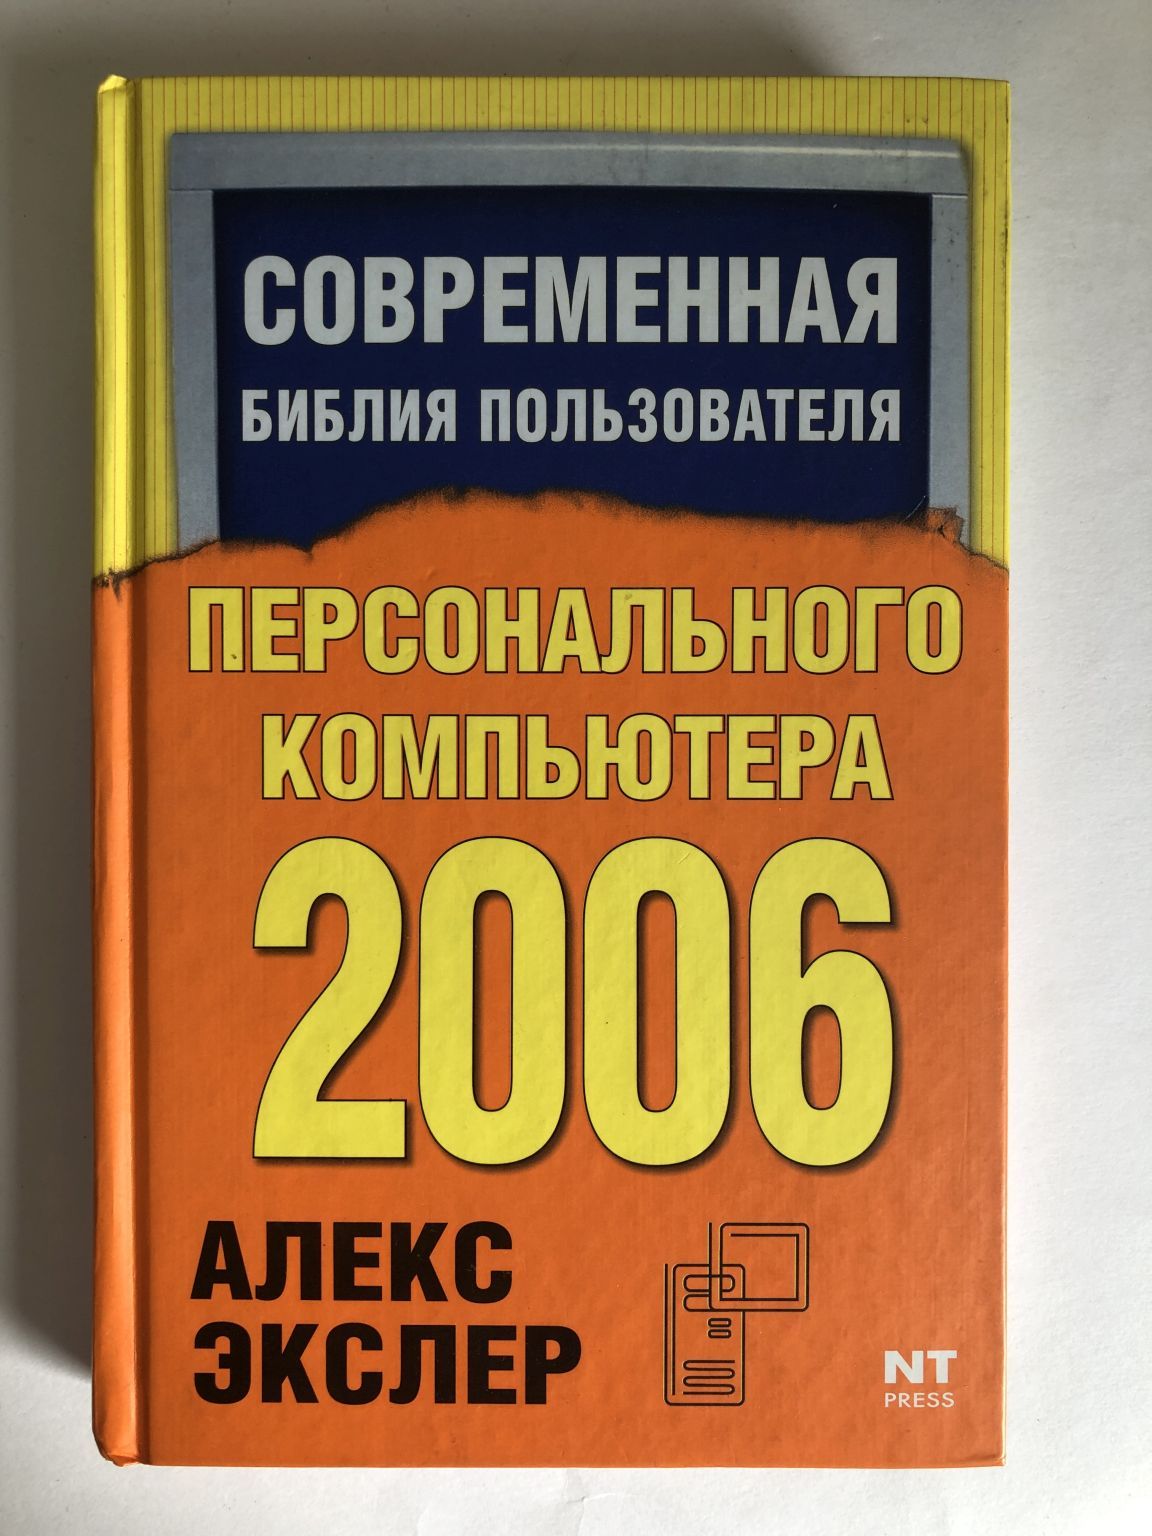 СОВРЕМЕННАЯ
БИБЛИЯ ПОЛЬЗОВАТЕЛЯ
ПЕРСОНАЛЬНОГО
КОМПЬЮТЕРА
2006
АЛЕКС
ЭКСЛЕР
NT
PRESS